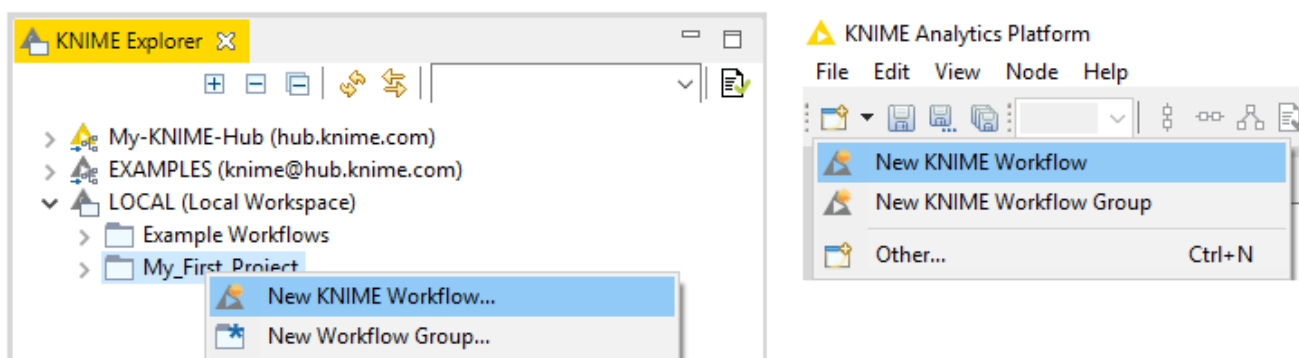 KNIME Explorer
My-KNIME-Hub (hub.knime.com)
EXAMPLES (knime@hub.knime.com)
LOCAL (Local Workspace)
Example Workflows
My_First_Project
New KNIME Workflow...
New Workflow Group...
KNIME Analytics Platform
File Edit View Node Help
New KNIME Workflow
New KNIME Workflow Group
Other... Ctrl+N